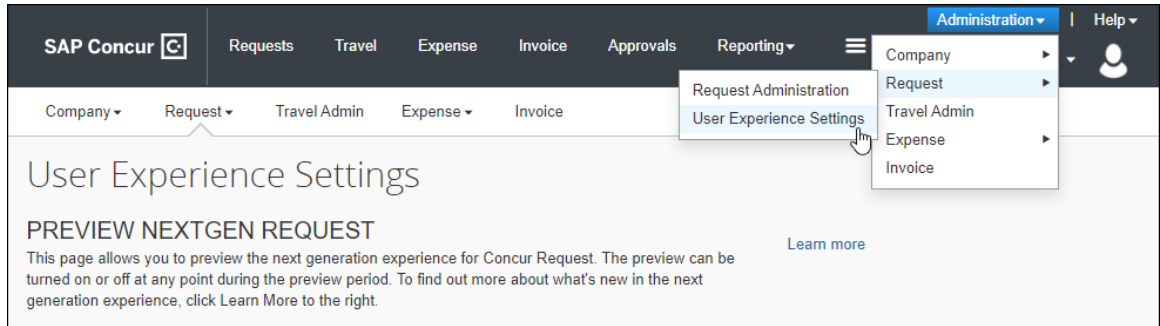 Administration | Help
SAP Concur C. Requests Travel Expense Invoice Approvals Reporting
Company
Request
Travel Admin
Expense
Invoice
Request Administration
User Experience Settings
Company Request Travel Admin Expense Invoice
User Experience Settings
PREVIEW NEXTGEN REQUEST
Learn more
This page allows you to preview the next generation experience for Concur Request. The preview can be
turned on or off at any point during the preview period. To find out more about what's new in the next
generation experience, click Learn More to the right.